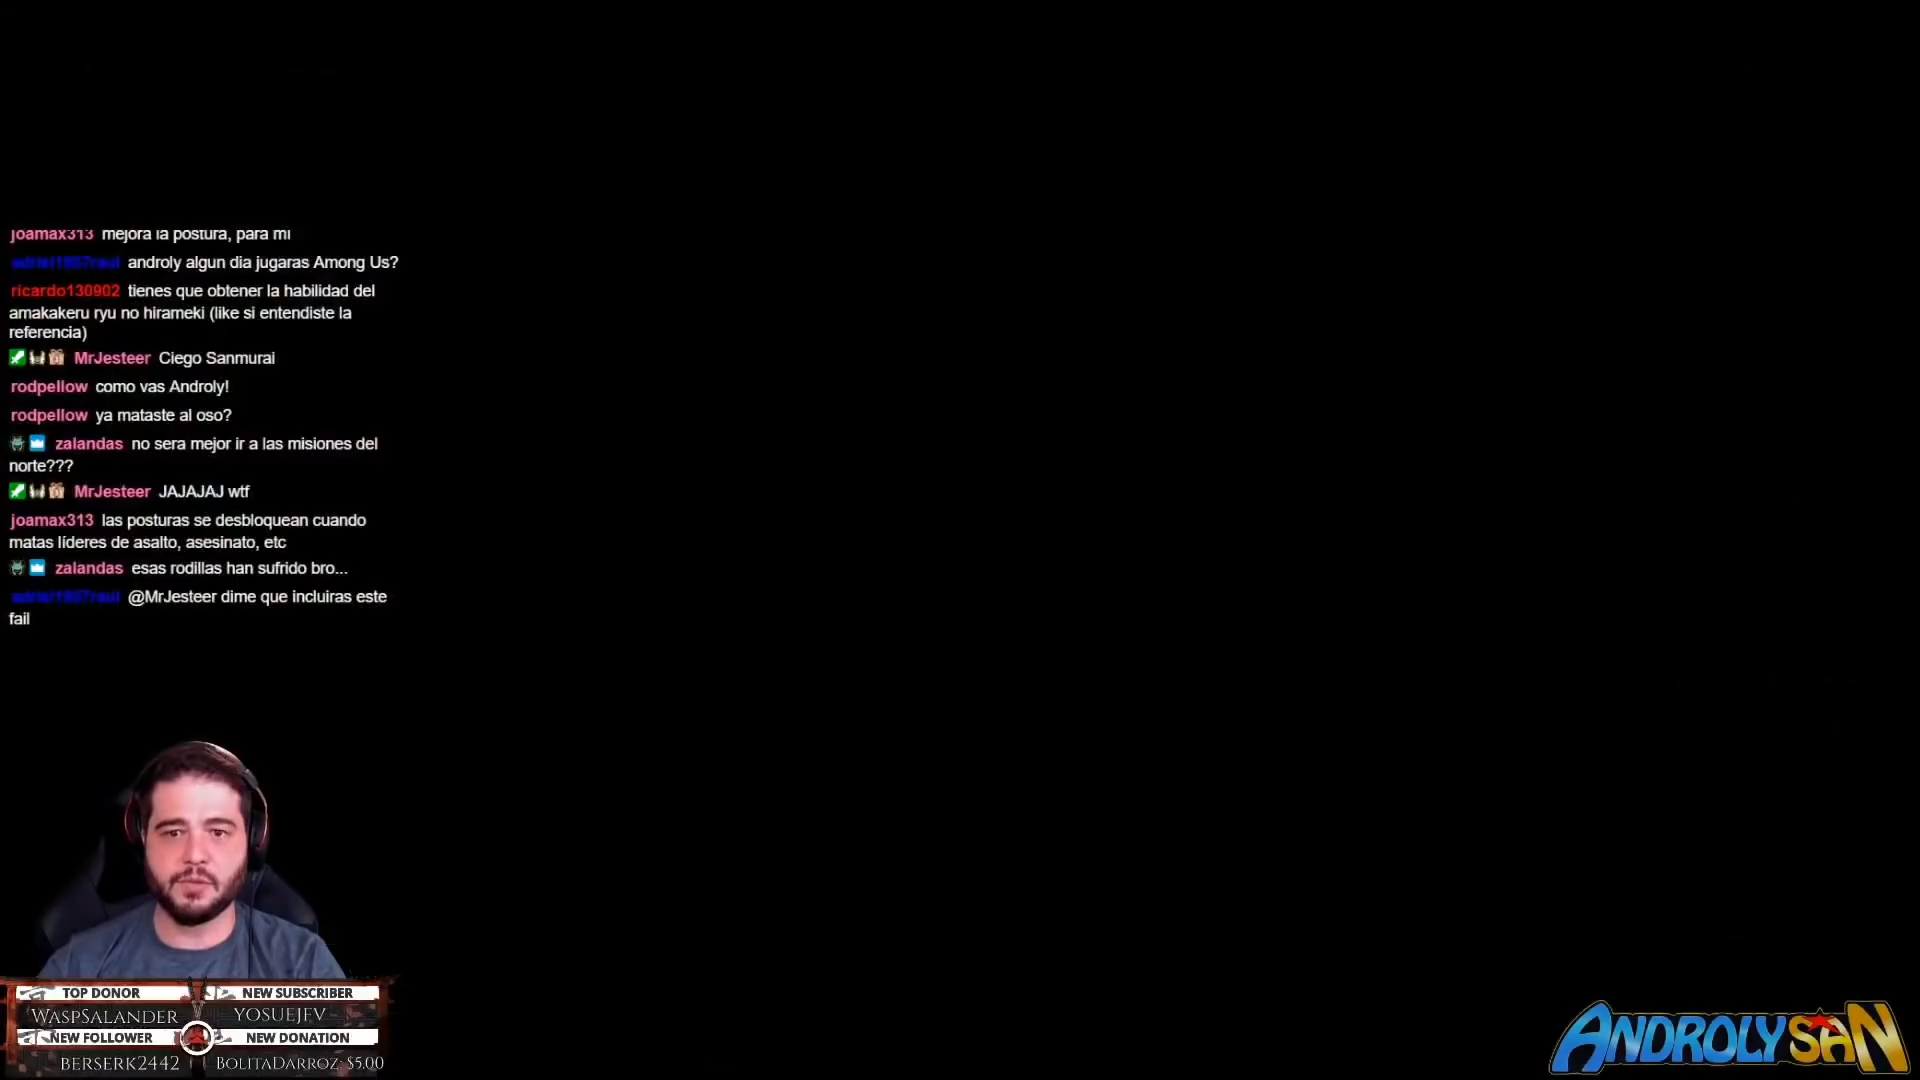 joamax313 mejora la postura, para mi
adriel1807raul androly algun dia jugaras Among Us?
ricardo130902 tienes que obtener la habilidad del
amakakeru ryu no hirameki (like si entendiste la
referencia)
MrJesteer Ciego Sanmurai
rodpellow como vas Androly!
rodpellow ya mataste al oso?
zalandas no sera mejor ir a las misiones del
norte???
MrJesteer JAJAJAJ wtf
joamax313 las posturas se desbloquean cuando
matas líderes de asalto, asesinato, etc
zalandas esas rodillas han sufrido bro...
@MrJesteer dime que incluiras este
fail
TOP DONOR
WASPSALANDER
NEW SUBSCRIBER
YOSUEJFV
NEW FOLLOWER
BERSERK2442
NEW DONATION
BOLITADARROZ: $5.00
ANDROLYSAN